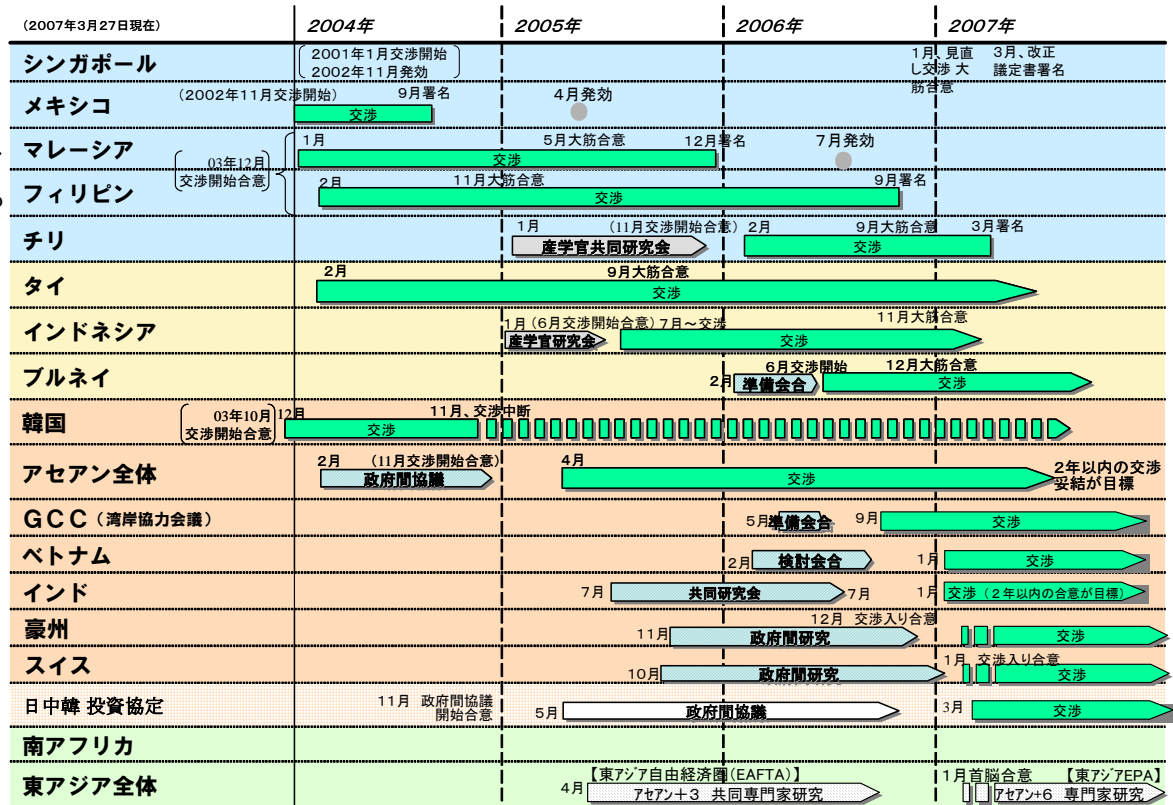 (2007年3月27日現在)
2004年
2005年
2006年
2007年
シンガポール
2001年1月交渉開始
2002年11月発効
1月、見直
し交渉 大
筋合意
3月、改正
議定書署名
メキシコ
(2002年11月交渉開始)
9月署名
4月発効
交渉
マレーシア
1月
5月大筋合意
12月署名
7月発効
交渉
03年12月
交渉開始合意
フィリピン
2月
11月大筋合意
9月署名
交渉
チリ
1月
(11月交渉開始合意)
2月
9月大筋合意
3月署名
産学官共同研究会
交渉
タイ
2月
9月大筋合意
交渉
インドネシア
1月
(6月交渉開始合意)
7月~交渉
11月大筋合意
産学官研究会
交渉
ブルネイ
2月
6月交渉開始
12月大筋合意
準備会合
交渉
韓国
03年10月
交渉開始合意
12月
11月、交渉中断
交渉
アセアン全体
2月
(11月交渉開始合意)
4月
政府間協議
交渉
2年以内の交渉
妥結が目標
GCC(湾岸協力会議)
5月
準備会合
9月
交渉
ベトナム
2月
検討会合
1月
交渉
インド
7月
共同研究会
7月
1月
交渉(2年以内の合意が目標)
豪州
11月
政府間研究
12月 交渉入り合意
交渉
スイス
10月
政府間研究
1月 交渉入り合意
交渉
日中韓 投資協定
11月 政府間協議
開始合意
5月
政府間協議
3月
交渉
南アフリカ
東アジア全体
【東アジア自由経済圏(EAFTA)】
4月
アセアン+3 共同専門家研究
1月首脳合意
【東アジアEPA】
アセアン+6 専門家研究